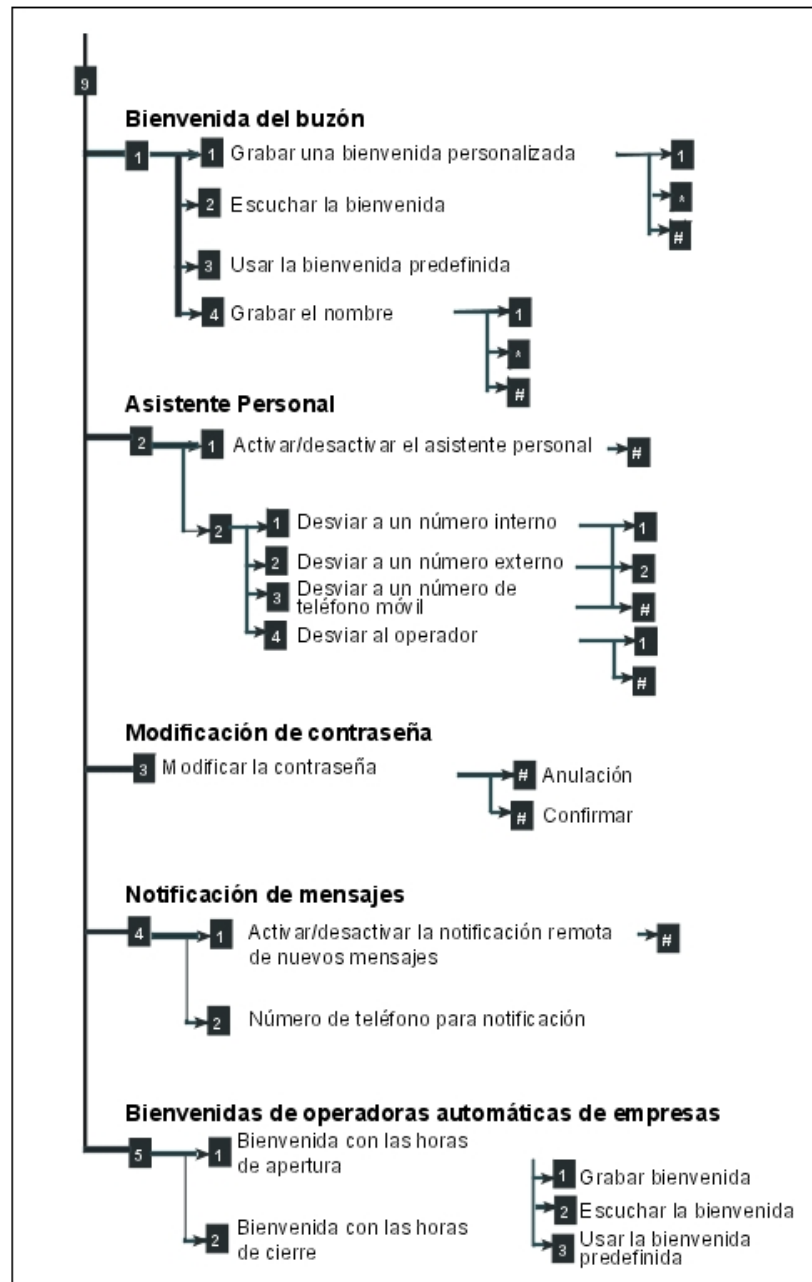 9
Bienvenida del buzón
1 1 Grabar una bienvenida personalizada 1
2 Escuchar la bienvenida *
#
3 Usar la bienvenida predefinida
4 Grabar el nombre 1
*
#
Asistente Personal
2 1 Activar/desactivar el asistente personal #
2 1 Desviar a un número interno 1
2 Desviar a un número externo 2
3 Desviar a un número de
teléfono móvil #
4 Desviar al operador 1
#
Modificación de contraseña
3 Modificar la contraseña # Anulación
# Confirmar
Notificación de mensajes
4 1 Activar/desactivar la notificación remota #
de nuevos mensajes
2 Número de teléfono para notificación
Bienvenidas de operadoras automáticas de empresas
5 1 Bienvenida con las horas
de apertura
1 Grabar bienvenida
2 Escuchar la bienvenida
2 Bienvenida con las horas
de cierre
3 Usar la bienvenida
predefinida